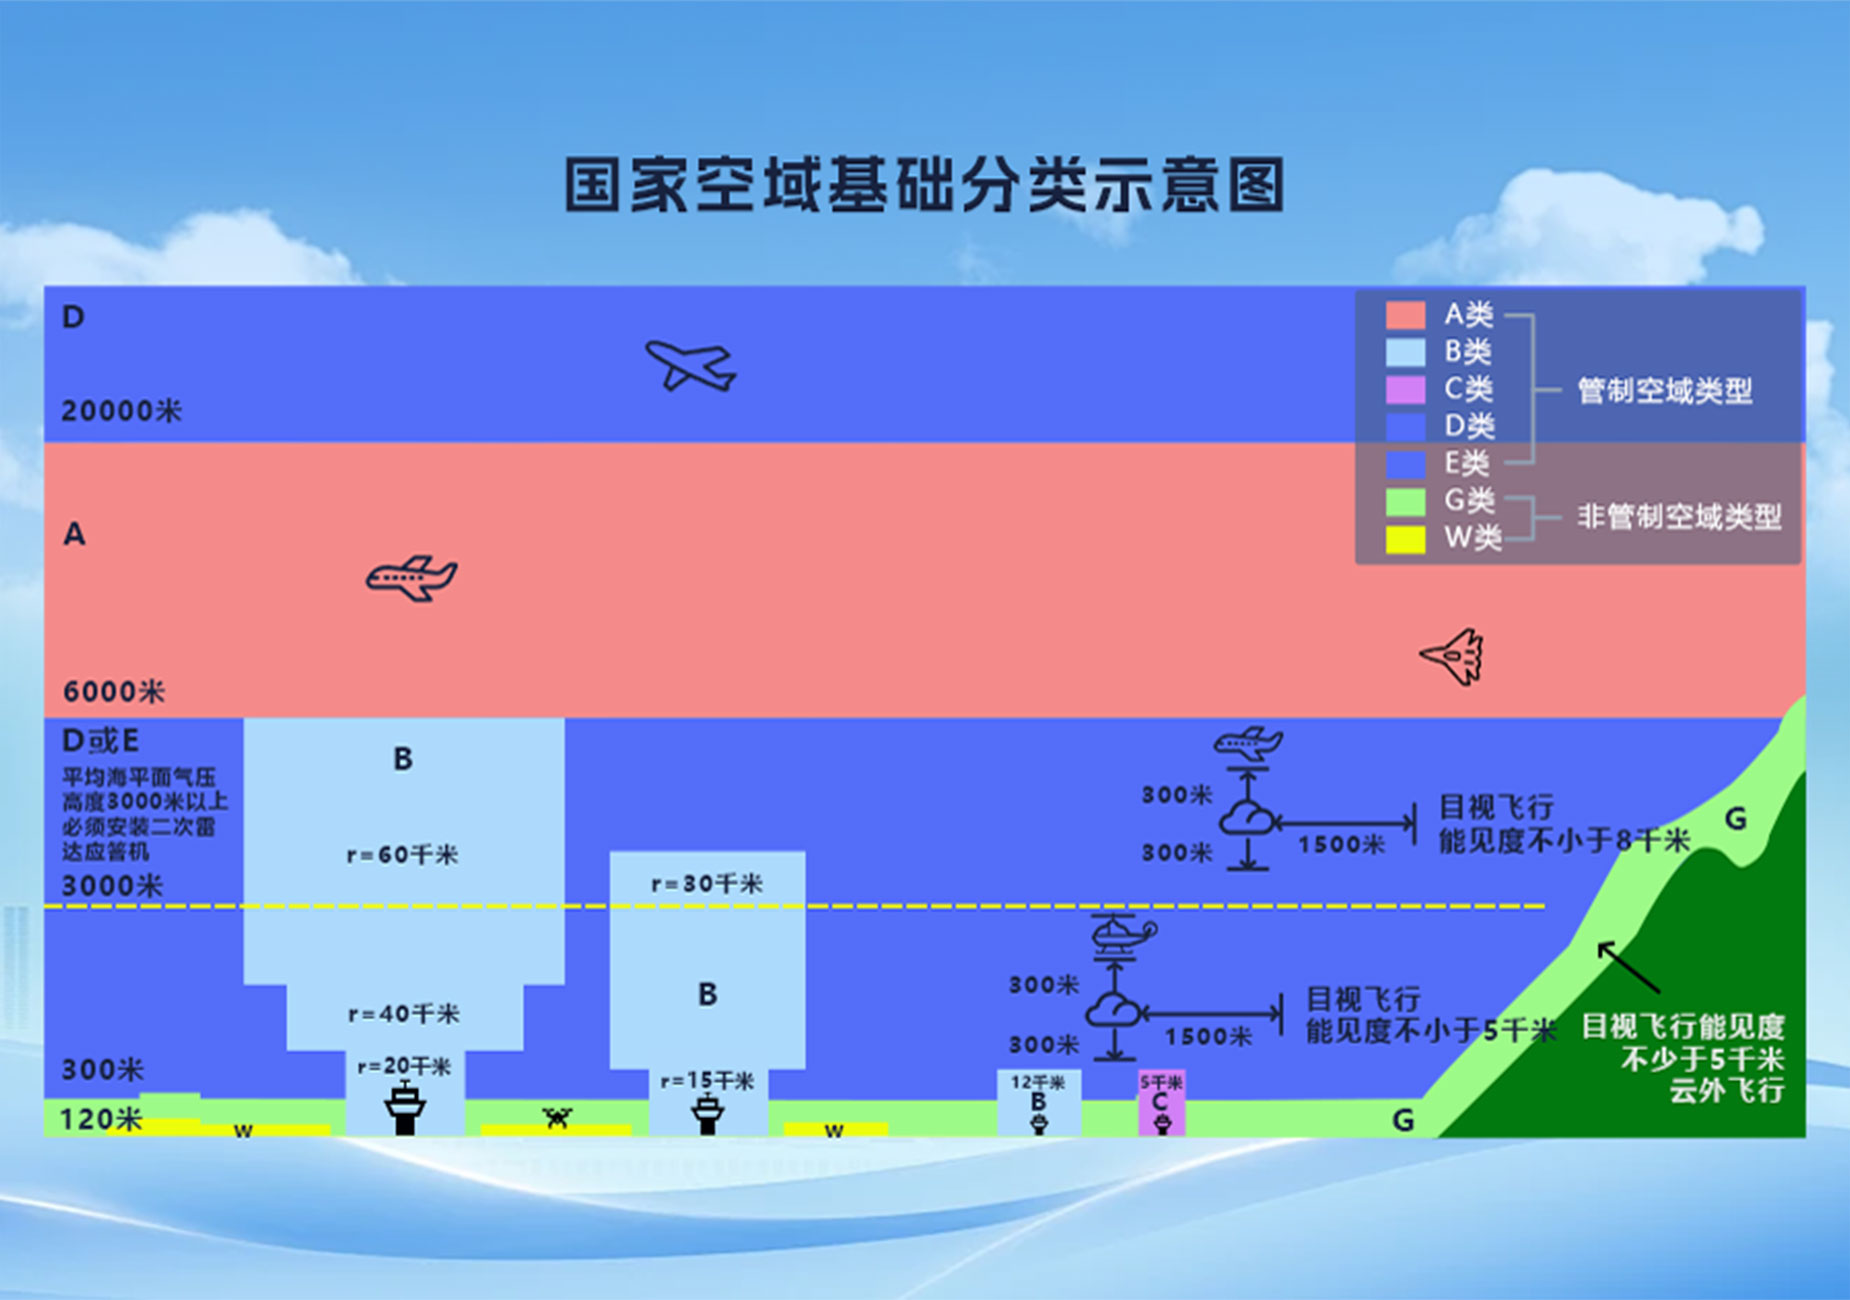 国家空域基础分类示意图
D
20000米
A类
B类
C类
D类
E类
G类
W类
管制空域类型
非管制空域类型
A
6000米
D或E
平均海平面气压
高度3000米以上
必须安装二次雷
达应答机
3000米
B
r=60千米
r=40千米
r=20千米
r=30千米
B
r=15千米
300米
300米
1500米
目视飞行
能见度不小于8千米
G
300米
300米
1500米
目视飞行
能见度不小于5千米
目视飞行能见度
不少于5千米
云外飞行
300米
120米
W
W
12千米
B
5千米
C
G